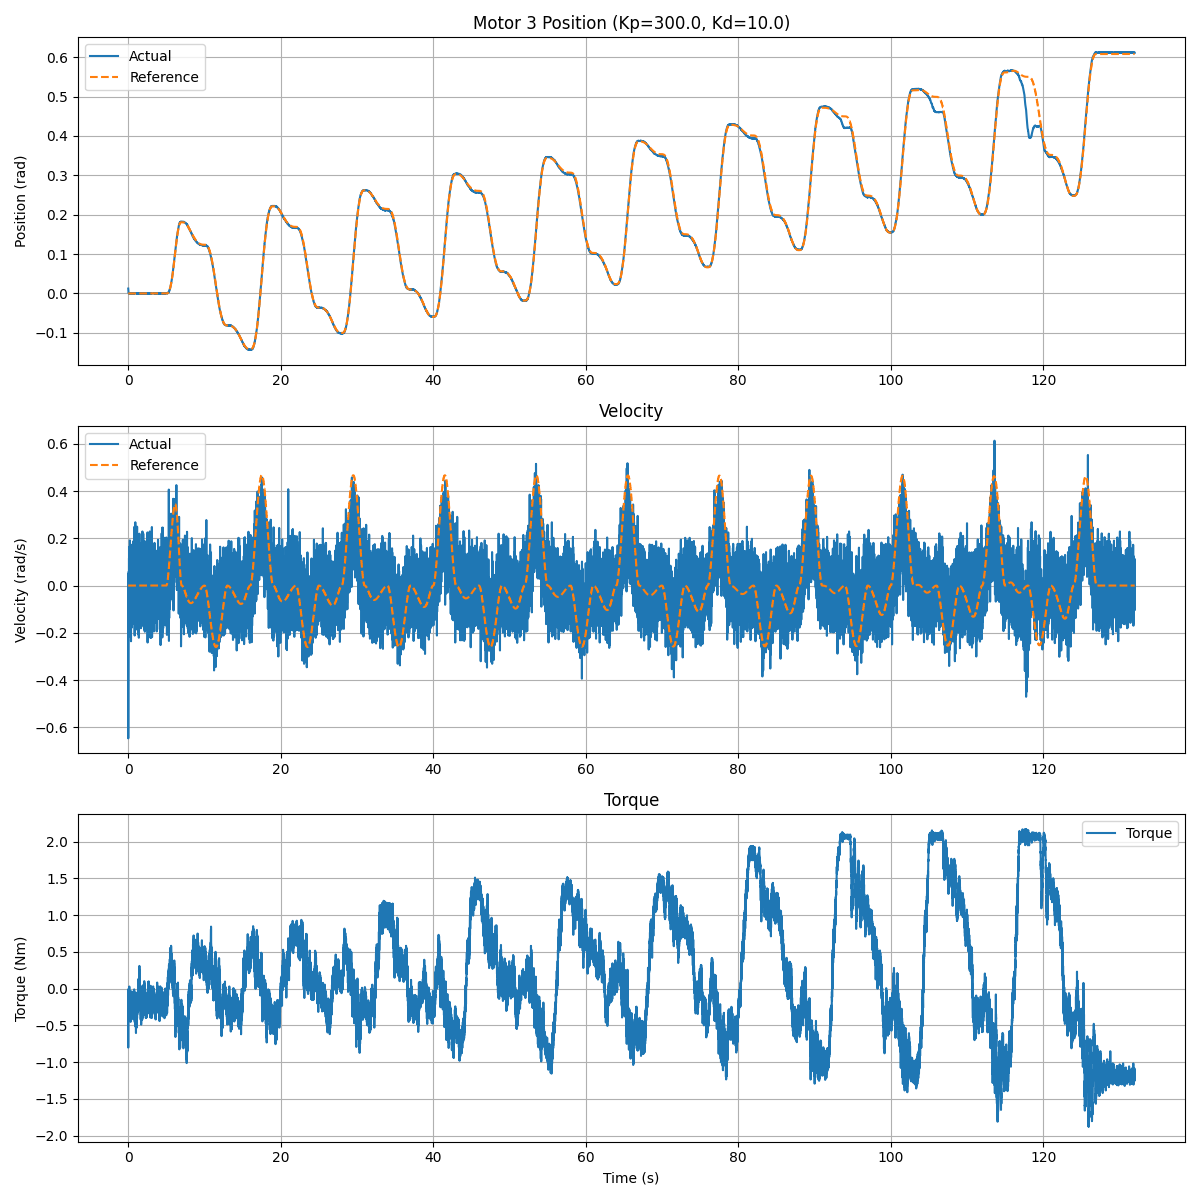 Motor 3 Position (Kp=300.0, Kd=10.0)
Actual
Reference
Position (rad)
0.6
0.5
0.4
0.3
0.2
0.1
0.0
−0.1
0 20 40 60 80 100 120
Velocity
Actual
Reference
Velocity (rad/s)
0.6
0.4
0.2
0.0
−0.2
−0.4
−0.6
0 20 40 60 80 100 120
Torque
Torque
Torque (Nm)
2.0
1.5
1.0
0.5
0.0
−0.5
−1.0
−1.5
−2.0
0 20 40 60 80 100 120
Time (s)